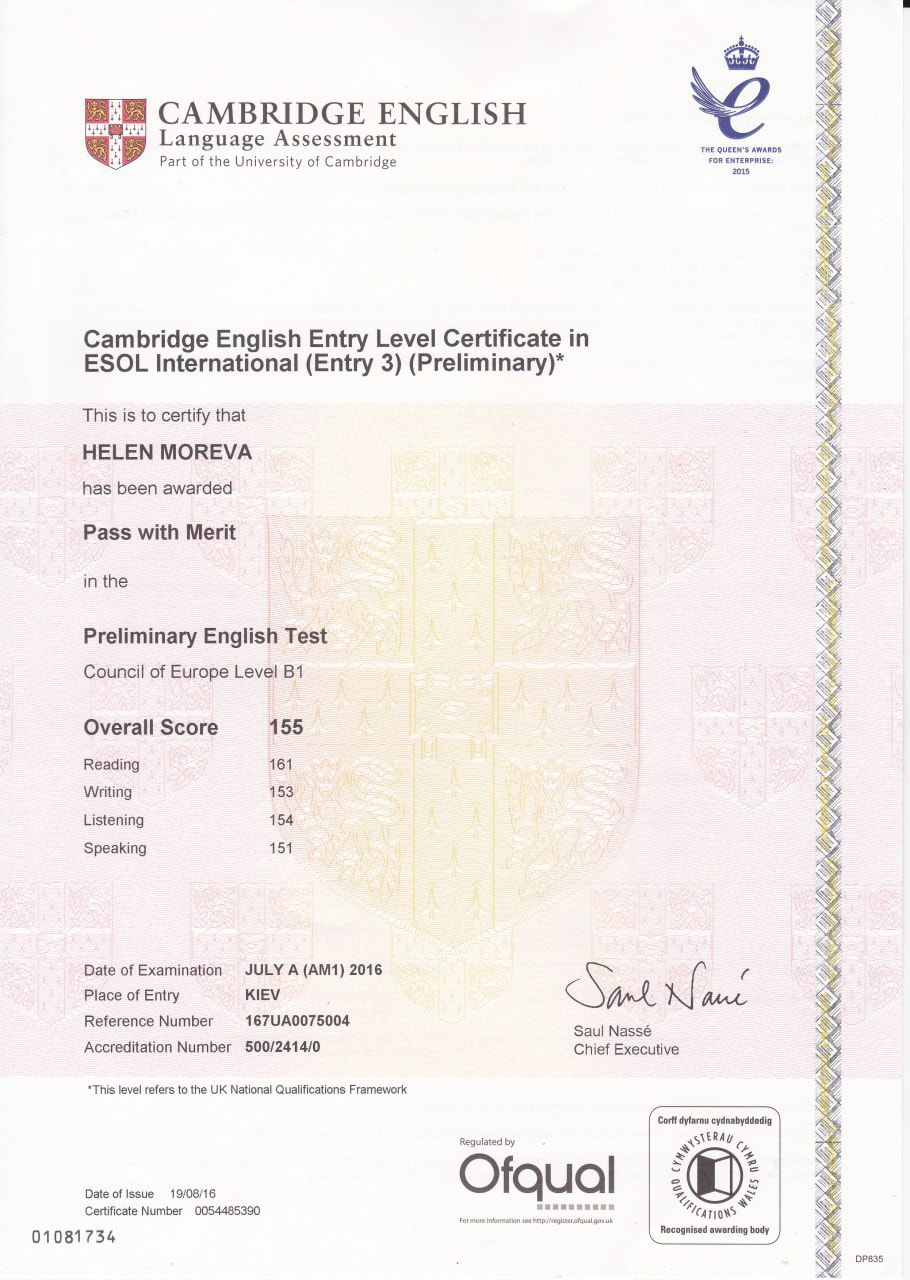 CAMBRIDGE ENGLISH
Language Assessment
Part of the University of Cambridge
THE QUEEN'S AWARDS
FOR ENTERPRISE:
2015
Cambridge English Entry Level Certificate in
ESOL International (Entry 3) (Preliminary)*
This is to certify that
HELEN MOREVA
has been awarded
Pass with Merit
in the
Preliminary English Test
Council of Europe Level B1
Overall Score 155
Reading 161
Writing 153
Listening 154
Speaking 151
Date of Examination JULY A (AM1) 2016
Place of Entry KIEV
Reference Number 167UA0075004
Accreditation Number 500/2414/0
Saul Nassé
Saul Nassé
Chief Executive
*This level refers to the UK National Qualifications Framework
Regulated by
Ofqual
For more information see http://register.ofqual.gov.uk
Corff dyfarnu cydnabyddedig
CYMWYSTERAU CYMRU
QUALIFICATIONS WALES
Recognised awarding body
Date of Issue 19/08/16
Certificate Number 0054485390
01081734
DP835